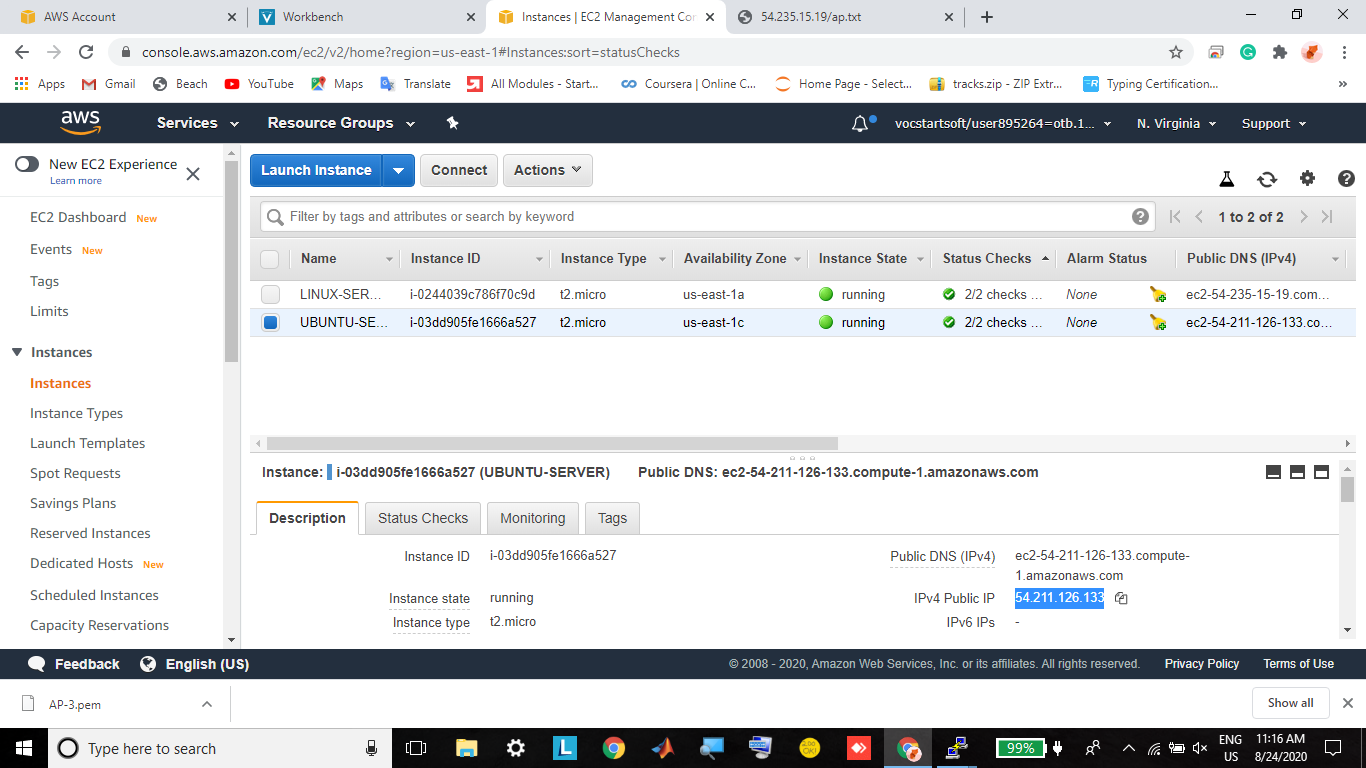 AWS Account
Workbench
Instances | EC2 Management Con
54.235.15.19/ap.txt
console.aws.amazon.com/ec2/v2/home?region=us-east-1#Instances:sort=statusChecks
Apps
Gmail
Beach
YouTube
Maps
Translate
All Modules - Start...
Coursera | Online C...
Home Page - Select...
tracks.zip - ZIP Extr...
Typing Certification...
aws
Services
Resource Groups
vocstartsoft/user895264=otb.1...
N. Virginia
Support
New EC2 Experience
Learn more
Launch Instance
Connect
Actions
EC2 Dashboard New
Events New
Tags
Limits
Instances
Instances
Instance Types
Launch Templates
Spot Requests
Savings Plans
Reserved Instances
Dedicated Hosts New
Scheduled Instances
Capacity Reservations
Filter by tags and attributes or search by keyword
1 to 2 of 2
Name Instance ID Instance Type Availability Zone Instance State Status Checks Alarm Status Public DNS (IPv4)
LINUX-SER... i-0244039c786f70c9d t2.micro us-east-1a running 2/2 checks ... None ec2-54-235-15-19.com...
UBUNTU-SE... i-03dd905fe1666a527 t2.micro us-east-1c running 2/2 checks ... None ec2-54-211-126-133.co...
Instance: i-03dd905fe1666a527 (UBUNTU-SERVER) Public DNS: ec2-54-211-126-133.compute-1.amazonaws.com
Description
Status Checks
Monitoring
Tags
Instance ID i-03dd905fe1666a527
Instance state running
Instance type t2.micro
Public DNS (IPv4) ec2-54-211-126-133.compute-
1.amazonaws.com
IPv4 Public IP 54.211.126.133
IPv6 IPs -
Feedback
English (US)
© 2008 - 2020, Amazon Web Services, Inc. or its affiliates. All rights reserved.
Privacy Policy
Terms of Use
AP-3.pem
Show all
Type here to search
99%
ENG
US
11:16 AM
8/24/2020